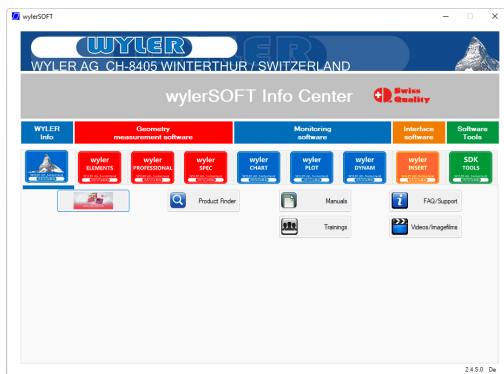 wylerSOFT
WYLER
WYLER AG CH-8405 WINTERTHUR / SWITZERLAND
wylerSOFT Info Center
Swiss Quality
WYLER Info
Geometry measurement software
Monitoring software
Interface software
Software Tools
wyler ELEMENTS
wyler PROFESSIONAL
wyler SPEC
wyler CHART
wyler PLOT
wyler DYNAM
wyler INSERT
SDK TOOLS
Product Finder
Manuals
FAQ/Support
Trainings
Videos/Imagefilms
2.4.5.0 De